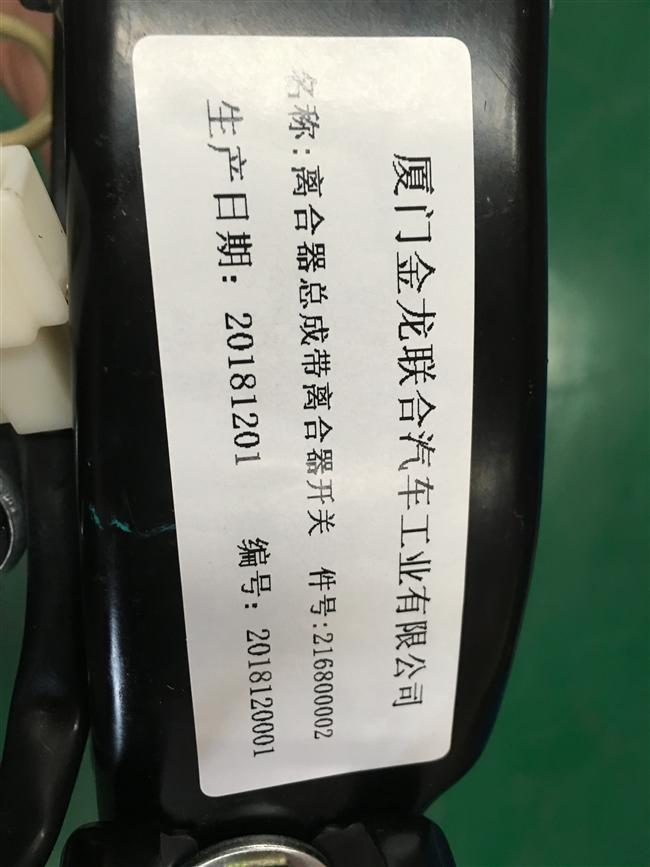 厦门金龙联合汽车工业有限公司
名称:离合器总成带离合器开关 件号:216800002
生产日期: 20181201 编号: 2018120001